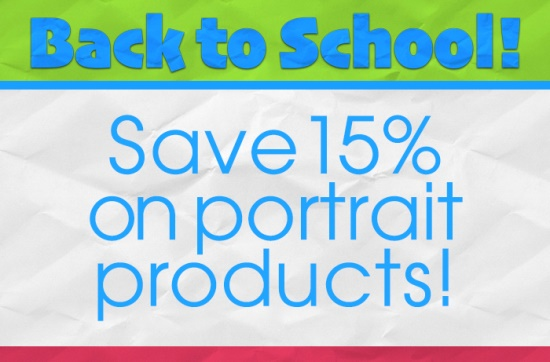 Back to School!
Save 15%
on portrait
products!